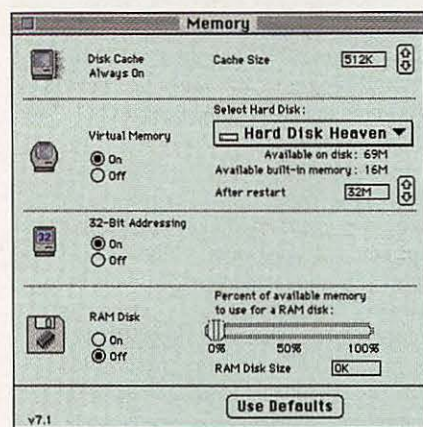 Memory
Disk Cache
Always On
Cache Size
512K
Select Hard Disk:
Virtual Memory
Hard Disk Heaven
On
Off
Available on disk: 69M
Available built-in memory: 16M
After restart
32M
32-Bit Addressing
32
On
Off
Percent of available memory
to use for a RAM disk:
RAM Disk
On
Off
0% 50% 100%
RAM Disk Size
0K
Use Defaults
v7.1